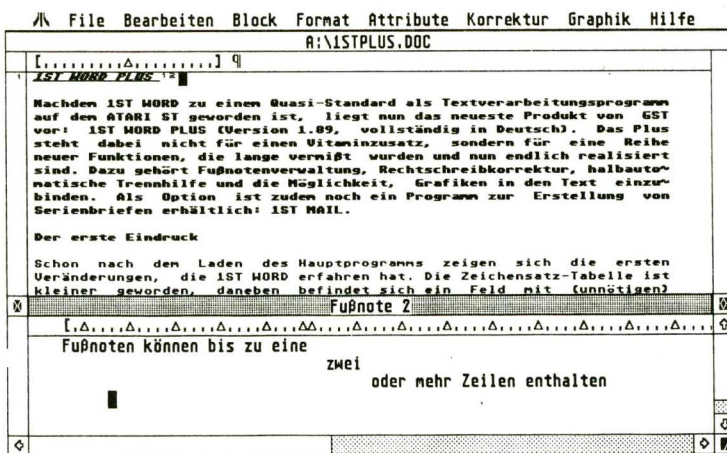 File Bearbeiten Block Format Attribute Korrektur Graphik Hilfe
A:\1STPLUS.DOC
1ST WORD PLUS 1 2
Nachdem 1ST WORD zu einem Quasi-Standard als Textverarbeitungsprogramm
auf dem ATARI ST geworden ist, liegt nun das neueste Produkt von GST
vor: 1ST WORD PLUS (Version 1.89, vollständig in Deutsch). Das Plus
steht dabei nicht für einen Vitaminzusatz, sondern für eine Reihe
neuer Funktionen, die lange vermißt wurden und nun endlich realisiert
sind. Dazu gehört Fußnotenverwaltung, Rechtschreibkorrektur, halbauto~
matische Trennhilfe und die Möglichkeit, Grafiken in den Text einzu~
binden. Als Option ist zudem noch ein Programm zur Erstellung von
Serienbriefen erhältlich: 1ST MAIL.
Der erste Eindruck
Schon nach dem Laden des Hauptprogramms zeigen sich die ersten
Veränderungen, die 1ST WORD erfahren hat. Die Zeichensatz-Tabelle ist
kleiner geworden, daneben befindet sich ein Feld mit (unnötigen)
Fußnote 2
Fußnoten können bis zu eine
zwei
oder mehr Zeilen enthalten